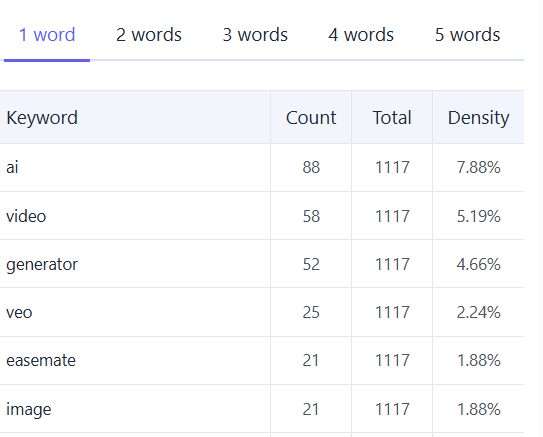 1 word 2 words 3 words 4 words 5 words
Keyword Count Total Density
ai 88 1117 7.88%
video 58 1117 5.19%
generator 52 1117 4.66%
veo 25 1117 2.24%
easemate 21 1117 1.88%
image 21 1117 1.88%